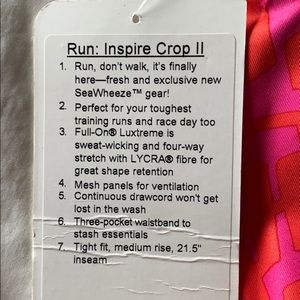 Run: Inspire Crop II
1. Run, don't walk, it's finally
here—fresh and exclusive new
SeaWheeze™ gear!
2. Perfect for your toughest
training runs and race day too
3. Full-On® Luxtreme is
sweat-wicking and four-way
stretch with LYCRA® fibre for
great shape retention
4. Mesh panels for ventilation
5. Continuous drawcord won't get
lost in the wash
6. Three-pocket waistband to
stash essentials
7. Tight fit, medium rise, 21.5"
inseam